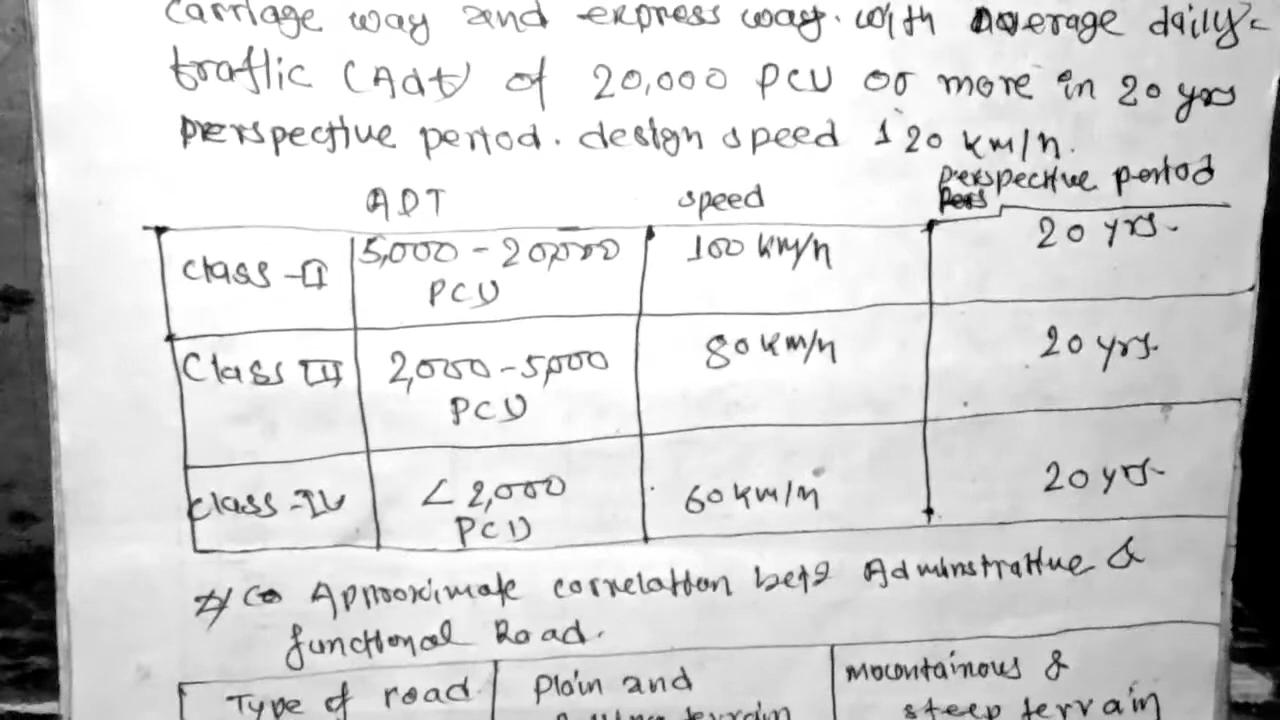 carriage way and express way. with average daily-
traffic (Adt) of 20,000 PCU or more in 20 yrs
perspective period. design speed 120 km/h.
ADT speed perspective period
Class-II 5,000-20,000 PCU 100 km/h 20 yrs.
Class III 2,000-5,000 PCU 80 km/h 20 yrs.
Class-IV <2,000 PCU 60 km/h 20 yrs.
Approximate correlation betn Adminstrative &
functional Road.
Type of road Plain and mountainous &
terrain steep terrain